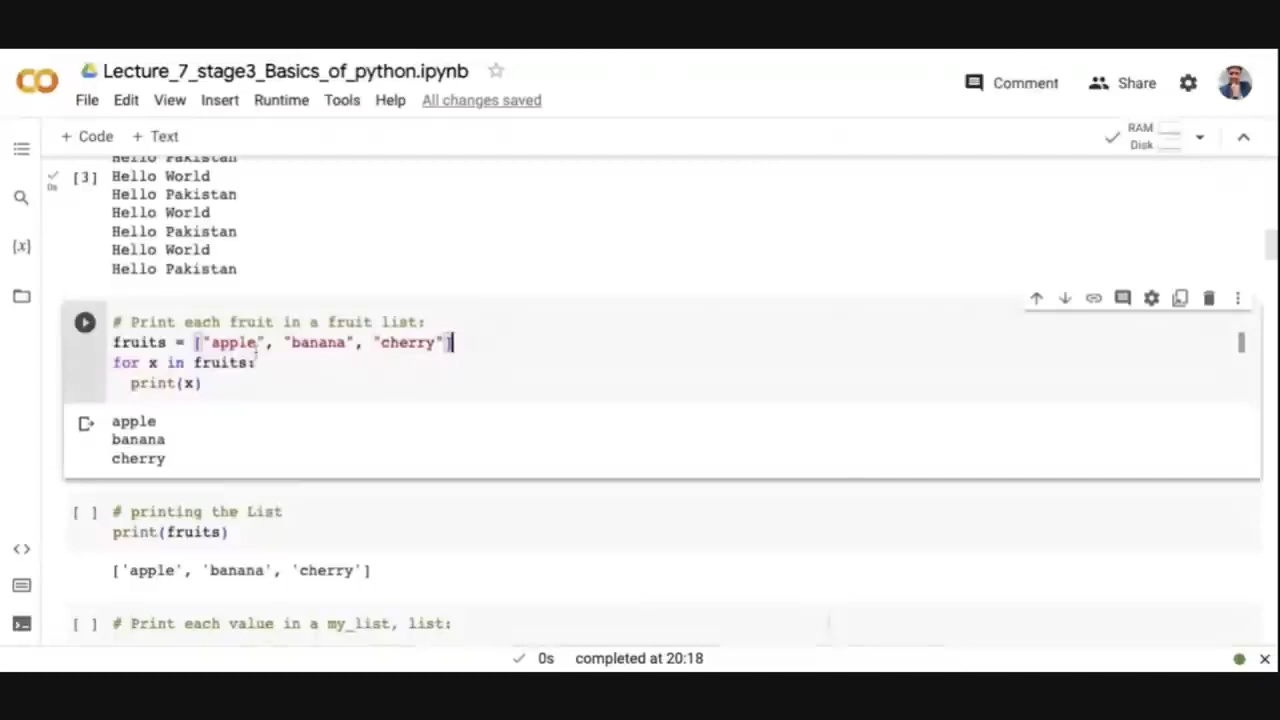 Lecture_7_stage3_Basics_of_python.ipynb
Comment
Share
File Edit View Insert Runtime Tools Help All changes saved
+ Code + Text
RAM
Disk
Hello Pakistan
[3] Hello World
0s
Hello Pakistan
Hello World
Hello Pakistan
Hello World
Hello Pakistan
# Print each fruit in a fruit list:
fruits = ["apple", "banana", "cherry"]
for x in fruits:
print(x)
apple
banana
cherry
[ ] # printing the List
print(fruits)
['apple', 'banana', 'cherry']
[ ] # Print each value in a my_list, list:
0s completed at 20:18